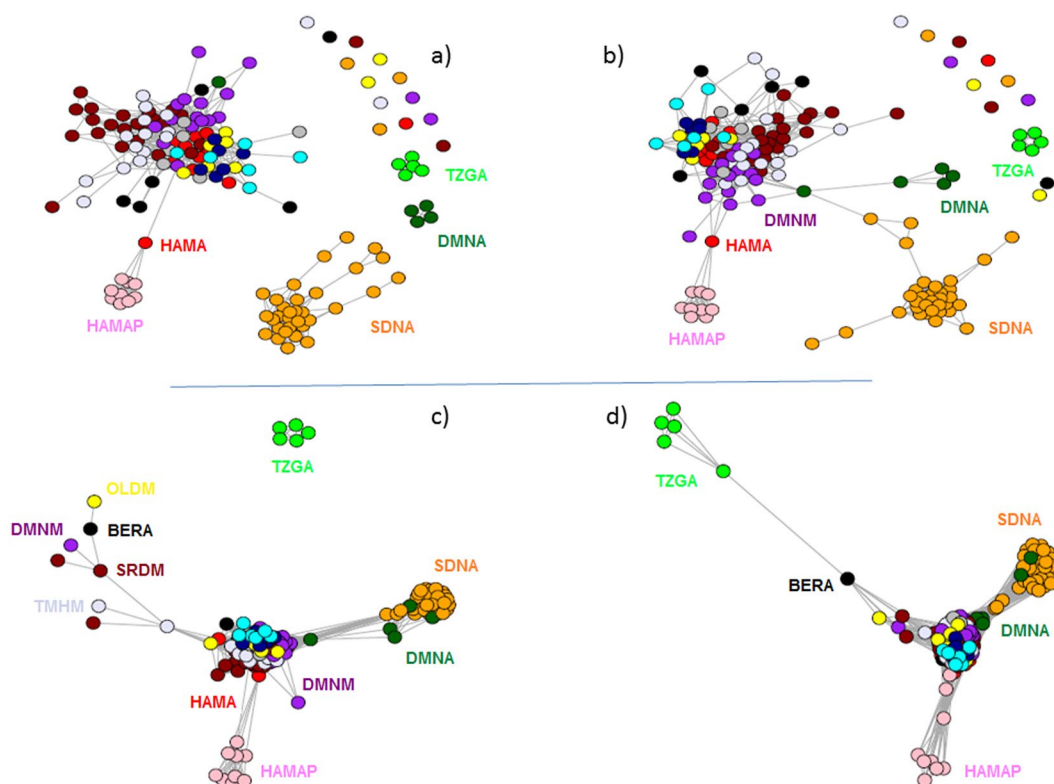 a)
TZGA
DMNA
HAMA
HAMAP
SDNA
b)
TZGA
DMNA
DMNM
HAMA
HAMAP
SDNA
c)
TZGA
OLDM
DMNM
BERA
SRDM
TMHM
SDNA
DMNA
HAMA
DMNM
HAMAP
d)
TZGA
SDNA
BERA
DMNA
HAMAP